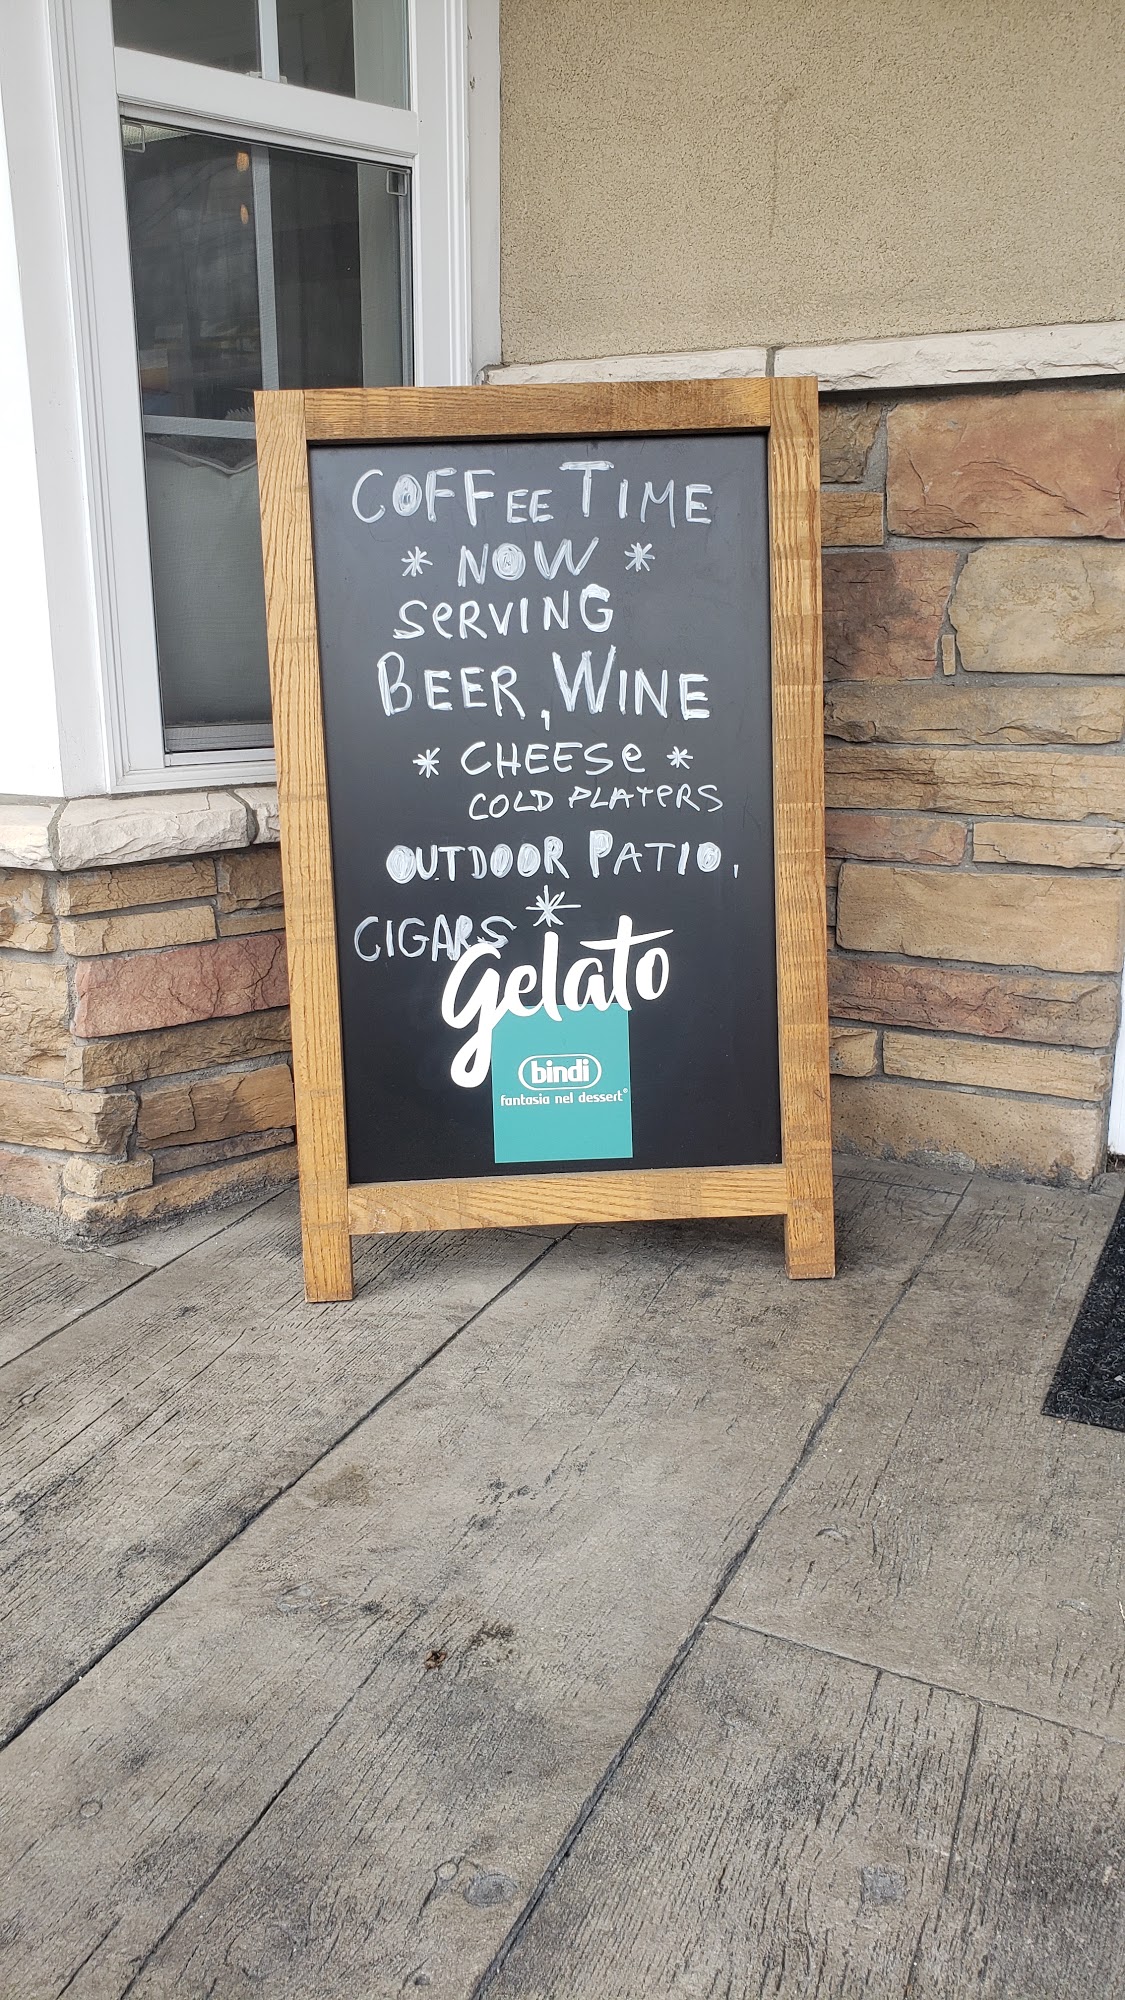 COFFEE TIME
* NOW *
SERVING
BEER, WINE
* CHEESE *
COLD PLATERS
OUTDOOR PATIO,
CIGARS *
gelato
bindi
fantasia nel dessert®